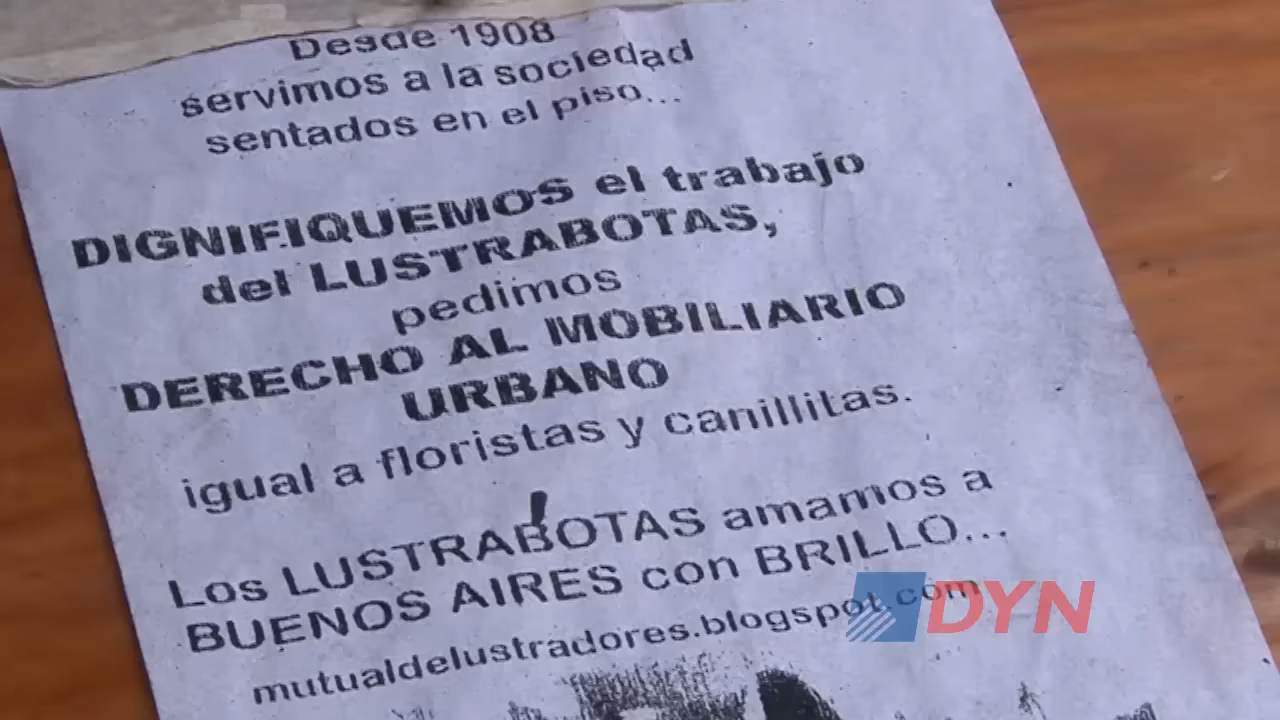 Desde 1908
servimos a la sociedad
sentados en el piso...
DIGNIFIQUEMOS el trabajo
del LUSTRABOTAS,
pedimos
DERECHO AL MOBILIARIO
URBANO
igual a floristas y canillitas.
Los LUSTRABOTAS amamos a
BUENOS AIRES con BRILLO...
mutualdelustradores.blogspot.com
DYN